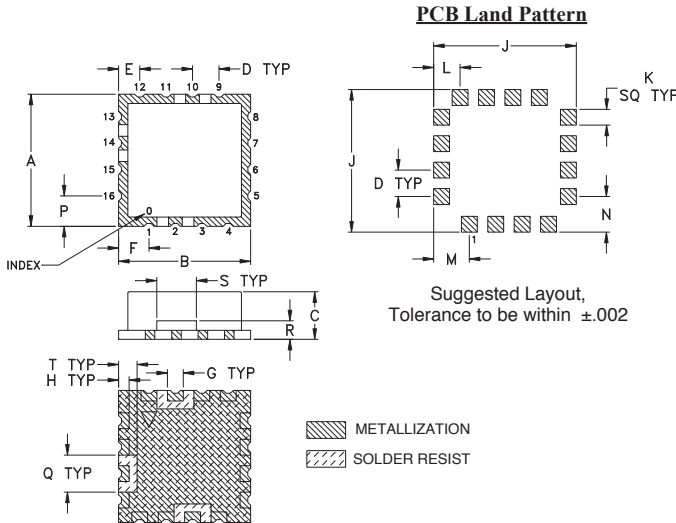 PCB Land Pattern
E
D TYP
12
11
10
9
13
14
15
16
8
7
6
5
A
P
0
1
2
3
4
F
B
INDEX
J
L
K
SQ TYP
J
D TYP
N
1
M
Suggested Layout,
Tolerance to be within ±.002
S TYP
C
R
T TYP
H TYP
G TYP
Q TYP
METALLIZATION
SOLDER RESIST